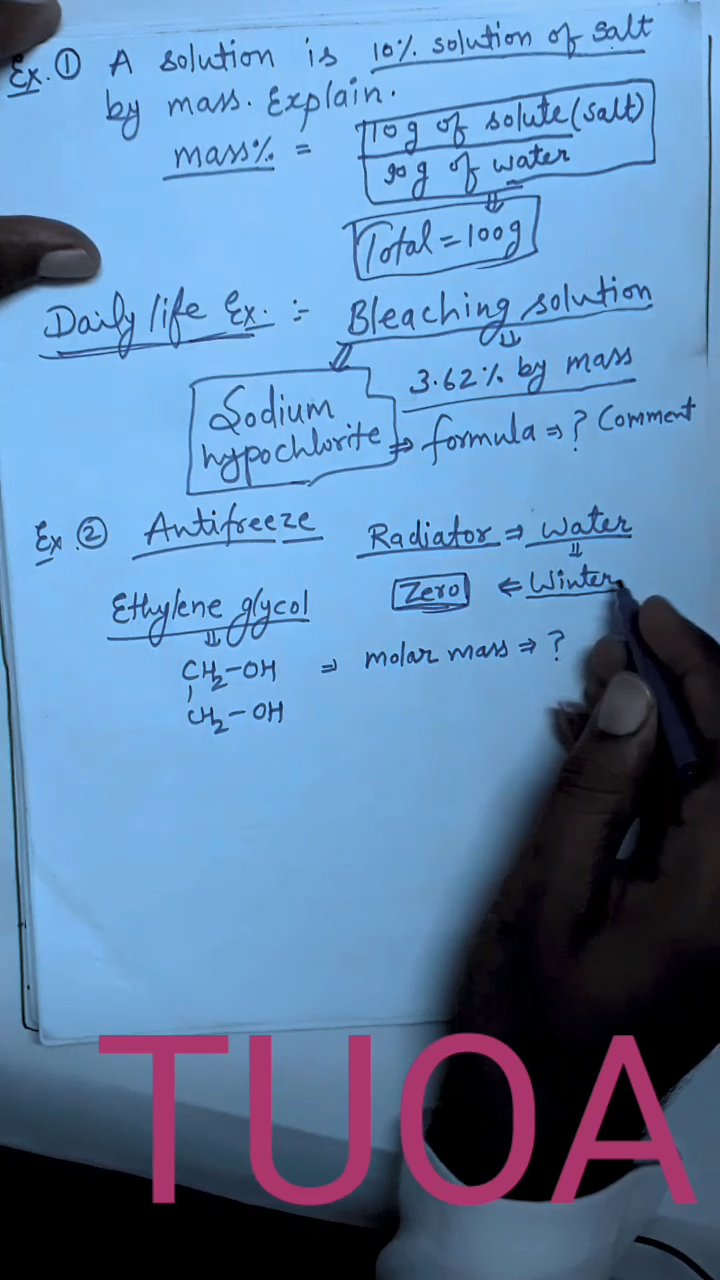 Ex. ① A solution is 10% solution of salt
by mass. Explain.
mass% = 10g of solute (salt)
90g of water
⇓
Total = 100g
Daily life Ex. :- Bleaching solution
⇓ ⇓
3.62% by mass
Sodium
hypochlorite ⇒ formula ⇒ ? Comment
Ex ② Antifreeze Radiator ⇒ Water
⇓
Ethylene glycol Zero ⇐ Winter
⇓
CH₂-OH ⇒ molar mass ⇒ ?
|
CH₂-OH
TUOA